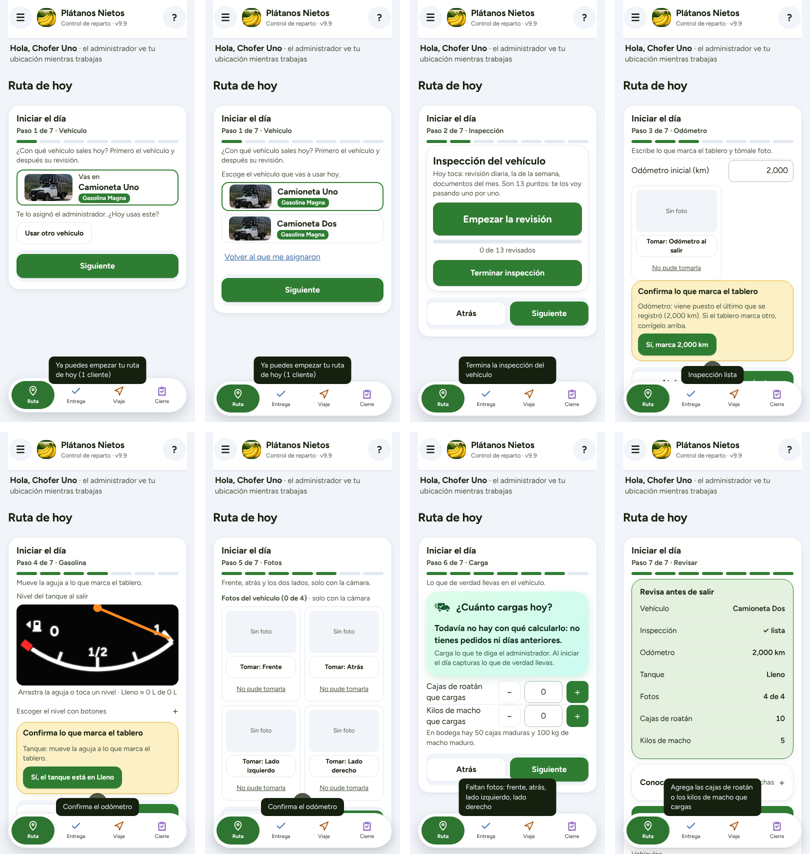 Plátanos Nietos
Control de reparto · v9.9
?
Hola, Chofer Uno · el administrador ve tu
ubicación mientras trabajas
Ruta de hoy
Iniciar el día
Paso 1 de 7 · Vehículo
¿Con qué vehículo sales hoy? Primero el vehículo y
después su revisión.
Vas en
Camioneta Uno
Gasolina Magna
Te lo asignó el administrador. ¿Hoy usas este?
Usar otro vehículo
Siguiente
Ya puedes empezar tu ruta
de hoy (1 cliente)
Ruta
Entrega
Viaje
Cierre
Plátanos Nietos
Control de reparto · v9.9
?
Hola, Chofer Uno · el administrador ve tu
ubicación mientras trabajas
Ruta de hoy
Iniciar el día
Paso 1 de 7 · Vehículo
¿Con qué vehículo sales hoy? Primero el vehículo y
después su revisión.
Escoge el vehículo que vas a usar hoy.
Camioneta Uno
Gasolina Magna
Camioneta Dos
Gasolina Magna
Volver al que me asignaron
Siguiente
Ya puedes empezar tu ruta
de hoy (1 cliente)
Ruta
Entrega
Viaje
Cierre
Plátanos Nietos
Control de reparto · v9.9
?
Hola, Chofer Uno · el administrador ve tu
ubicación mientras trabajas
Ruta de hoy
Iniciar el día
Paso 2 de 7 · Inspección
Inspección del vehículo
Hoy toca: revisión diaria, la de la semana,
documentos del mes. Son 13 puntos: te los voy
pasando uno por uno.
Empezar la revisión
0 de 13 revisados
Terminar inspección
Atrás
Siguiente
Termina la inspección del
vehículo
Ruta
Entrega
Viaje
Cierre
Plátanos Nietos
Control de reparto · v9.9
?
Hola, Chofer Uno · el administrador ve tu
ubicación mientras trabajas
Ruta de hoy
Iniciar el día
Paso 3 de 7 · Odómetro
Escribe lo que marca el tablero y tómale foto.
Odómetro inicial (km)
2,000
Sin foto
Tomar: Odómetro al
salir
No pude tomarla
Confirma lo que marca el tablero
Odómetro: viene puesto el último que se
registró (2,000 km). Si el tablero marca otro,
corrígelo arriba.
Sí, marca 2,000 km
Inspección lista
Ruta
Entrega
Viaje
Cierre
Plátanos Nietos
Control de reparto · v9.9
?
Hola, Chofer Uno · el administrador ve tu
ubicación mientras trabajas
Ruta de hoy
Iniciar el día
Paso 4 de 7 · Gasolina
Mueve la aguja a lo que marca el tablero.
Nivel del tanque al salir
0
1/2
1
Arrastra la aguja o toca un nivel · Lleno ≈ 0 L de 0 L
Escoger el nivel con botones
+
Confirma lo que marca el tablero
Tanque: mueve la aguja a lo que marca el
tablero.
Sí, el tanque está en Lleno
Confirma el odómetro
Ruta
Entrega
Viaje
Cierre
Plátanos Nietos
Control de reparto · v9.9
?
Hola, Chofer Uno · el administrador ve tu
ubicación mientras trabajas
Ruta de hoy
Iniciar el día
Paso 5 de 7 · Fotos
Frente, atrás y los dos lados, solo con la cámara.
Fotos del vehículo (0 de 4) · solo con la cámara
Sin foto
Sin foto
Tomar: Frente
Tomar: Atrás
No pude tomarla
No pude tomarla
Sin foto
Sin foto
Tomar: Lado
izquierdo
Tomar: Lado
derecho
No pude tomarla
No pude tomarla
Confirma el odómetro
Ruta
Entrega
Viaje
Cierre
Plátanos Nietos
Control de reparto · v9.9
?
Hola, Chofer Uno · el administrador ve tu
ubicación mientras trabajas
Ruta de hoy
Iniciar el día
Paso 6 de 7 · Carga
Lo que de verdad llevas en el vehículo.
¿Cuánto cargas hoy?
Todavía no hay con qué calcularlo: no
tienes pedidos ni días anteriores.
Carga lo que te diga el administrador. Al iniciar
el día capturas lo que de verdad llevas.
Cajas de roatán
que cargas
−
0
+
Kilos de macho
que cargas
−
0
+
En bodega hay 50 cajas maduras y 100 kg de
macho maduro.
Atrás
Siguiente
Faltan fotos: frente, atrás,
lado izquierdo, lado
derecho
Ruta
Entrega
Viaje
Cierre
Plátanos Nietos
Control de reparto · v9.9
?
Hola, Chofer Uno · el administrador ve tu
ubicación mientras trabajas
Ruta de hoy
Iniciar el día
Paso 7 de 7 · Revisar
Revisa antes de salir
Vehículo
Camioneta Dos
Inspección
✓ lista
Odómetro
2,000 km
Tanque
Lleno
Fotos
4 de 4
Cajas de roatán
10
Kilos de macho
5
Conoc
chas +
Agrega las cajas de roatán
o los kilos de macho que
cargas
Ruta
Entrega
Viaje
Cierre